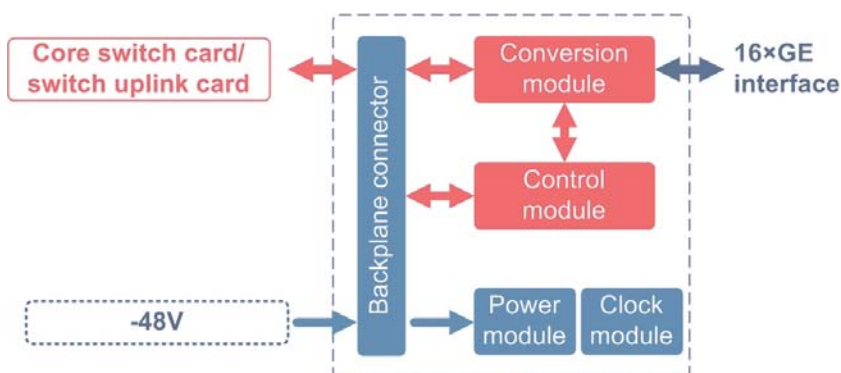 Core switch card/
switch uplink card
Backplane connector
Conversion
module
16×GE
interface
Control
module
-48V
Power
module
Clock
module